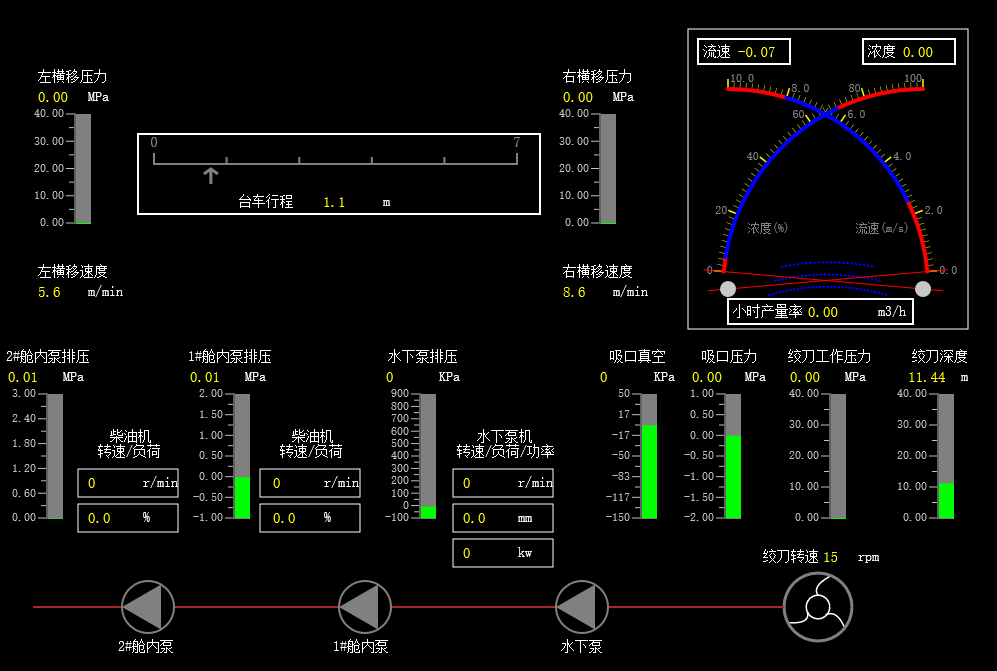 流速 -0.07
浓度 0.00
10.0 8.0 80 100
60 6.0
40 4.0
20 2.0
浓度(%) 流速(m/s)
0 0.0
小时产量率 0.00 m3/h
左横移压力
0.00 MPa
40.00
30.00
20.00
10.00
0.00
0 7
台车行程 1.1 m
右横移压力
0.00 MPa
40.00
30.00
20.00
10.00
0.00
左横移速度
5.6 m/min
右横移速度
8.6 m/min
2#舱内泵排压
0.01 MPa
3.00
2.40
1.80
1.20
0.60
0.00
柴油机
转速/负荷
0 r/min
0.0 %
1#舱内泵排压
0.01 MPa
2.00
1.50
1.00
0.50
0.00
-0.50
-1.00
柴油机
转速/负荷
0 r/min
0.0 %
水下泵排压
0 KPa
900
800
700
600
500
400
300
200
100
0
-100
水下泵机
转速/负荷/功率
0 r/min
0.0 mm
0 kw
吸口真空
0 KPa
50
17
-17
-50
-83
-117
-150
吸口压力
0.00 MPa
1.00
0.50
0.00
-0.50
-1.00
-1.50
-2.00
绞刀工作压力
0.00 MPa
40.00
30.00
20.00
10.00
0.00
绞刀深度
11.44 m
40.00
30.00
20.00
10.00
0.00
绞刀转速 15 rpm
2#舱内泵
1#舱内泵
水下泵